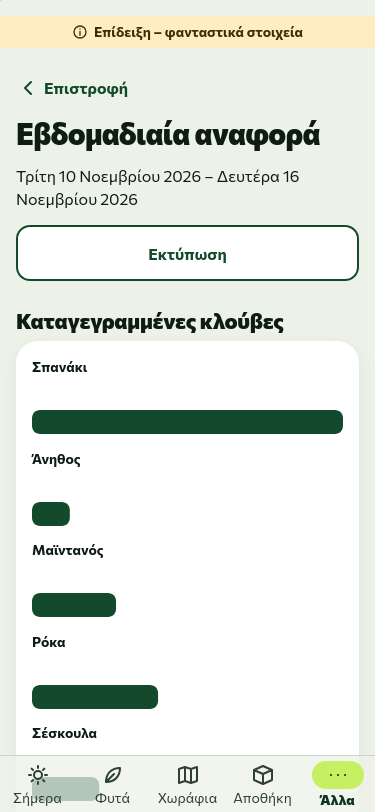 Επίδειξη – φανταστικά στοιχεία
Επιστροφή
Εβδομαδιαία αναφορά
Τρίτη 10 Νοεμβρίου 2026 – Δευτέρα 16
Νοεμβρίου 2026
Εκτύπωση
Καταγεγραμμένες κλούβες
Σπανάκι
Άνηθος
Μαϊντανός
Ρόκα
Σέσκουλα
Σήμερα Φυτά Χωράφια Αποθήκη Άλλα